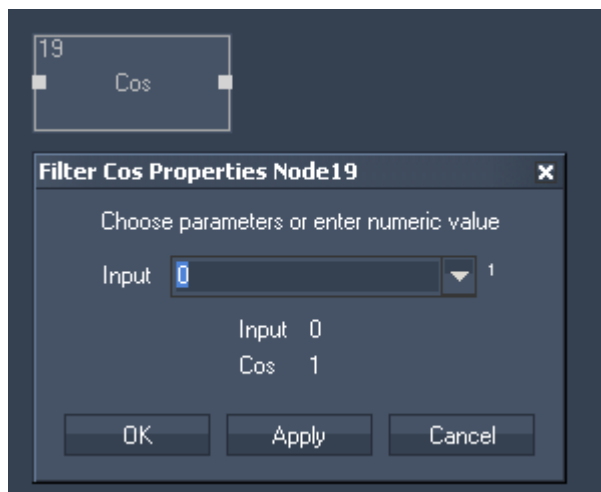 19
Cos
Filter Cos Properties Node19
Choose parameters or enter numeric value
Input 0 1
Input 0
Cos 1
OK Apply Cancel